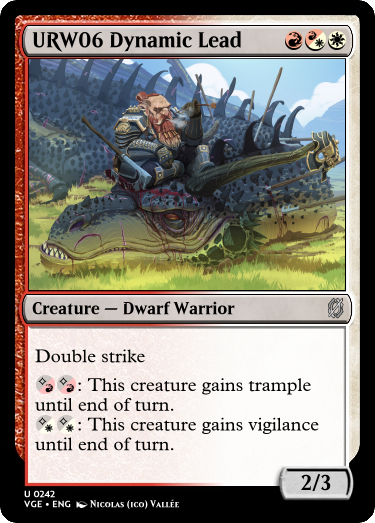 URW06 Dynamic Lead
Creature — Dwarf Warrior
Double strike
: This creature gains trample
until end of turn.
: This creature gains vigilance
until end of turn.
2/3
U 0242
VGE • ENG Nicolas (ico) Vallée